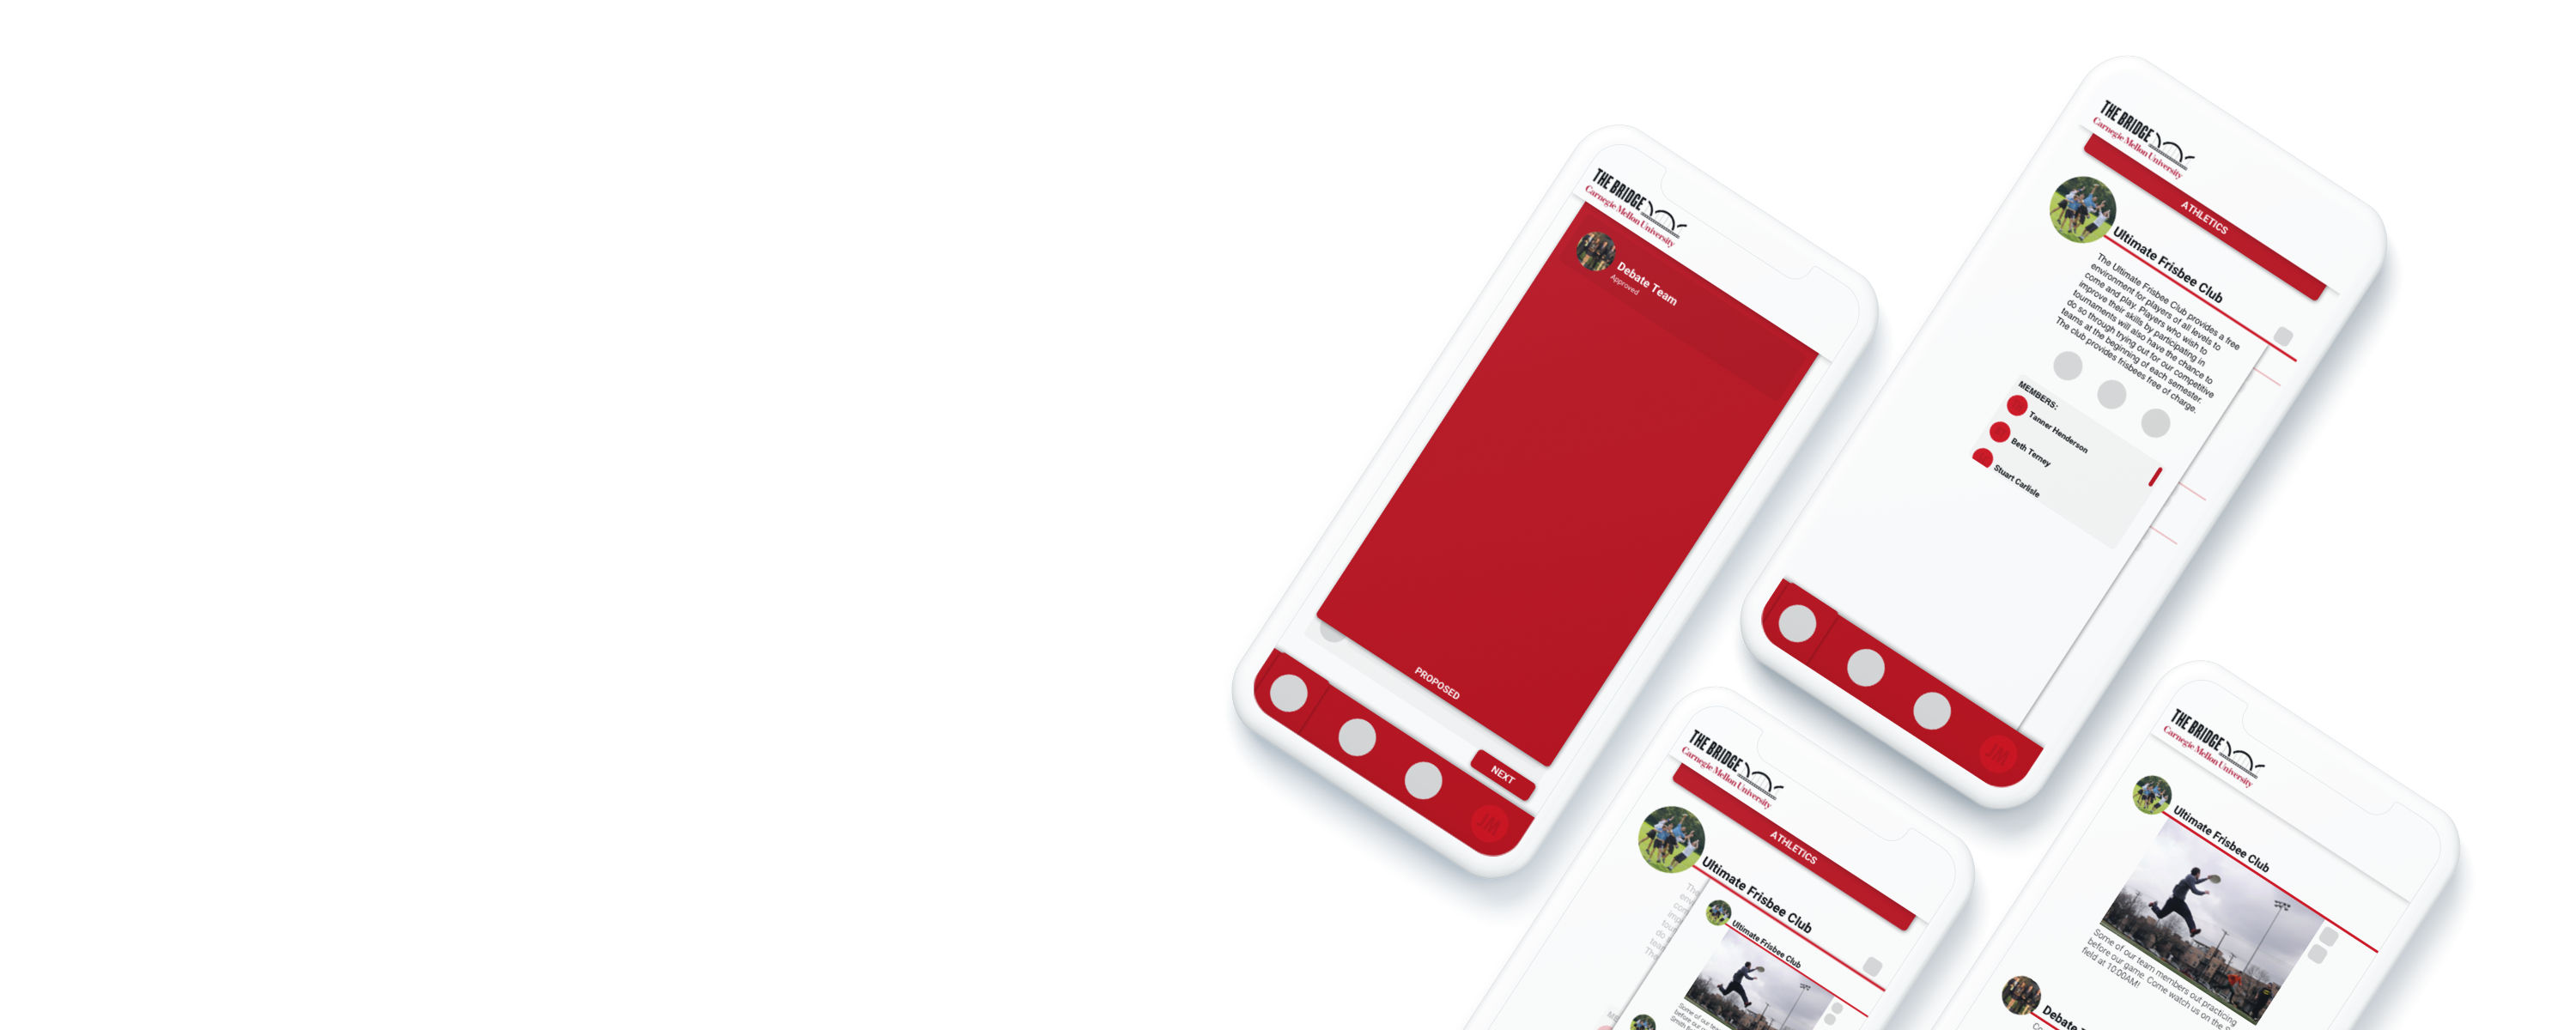 THE BRIDGE
Carnegie Mellon University
Debate Team
Approved
PROPOSED
NEXT
THE BRIDGE
Carnegie Mellon University
ATHLETICS
Ultimate Frisbee Club
The Ultimate Frisbee Club provides a free
environment for players of all levels to
come and play. Players who wish to
improve their skills by participating in
tournaments will also have the chance to
do so through trying out for our competitive
teams at the beginning of each semester.
The club provides frisbees free of charge.
MEMBERS:
Tanner Henderson
Beth Terney
Stuart Carlisle
THE BRIDGE
Carnegie Mellon University
ATHLETICS
Ultimate Frisbee Club
The
Ultimate Frisbee Club
Some of our
before our
THE BRIDGE
Carnegie Mellon University
Ultimate Frisbee Club
Some of our team members out practicing
before our game. Come watch us on the
field at 10:00AM!
Debate